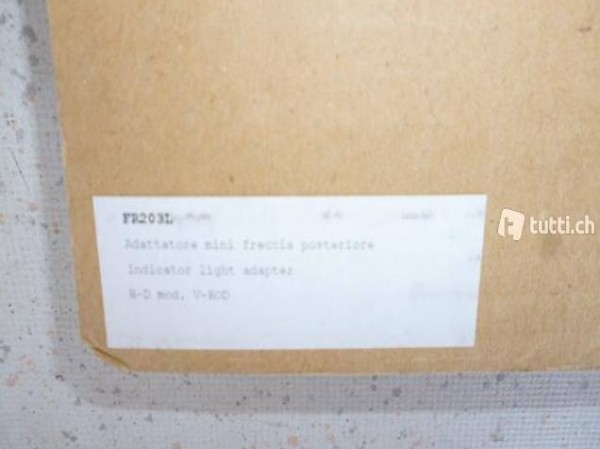 FR203L
Adattatore mini freccia posteriore
Indicator light adapter
H-D mod. V-ROD
tutti.ch